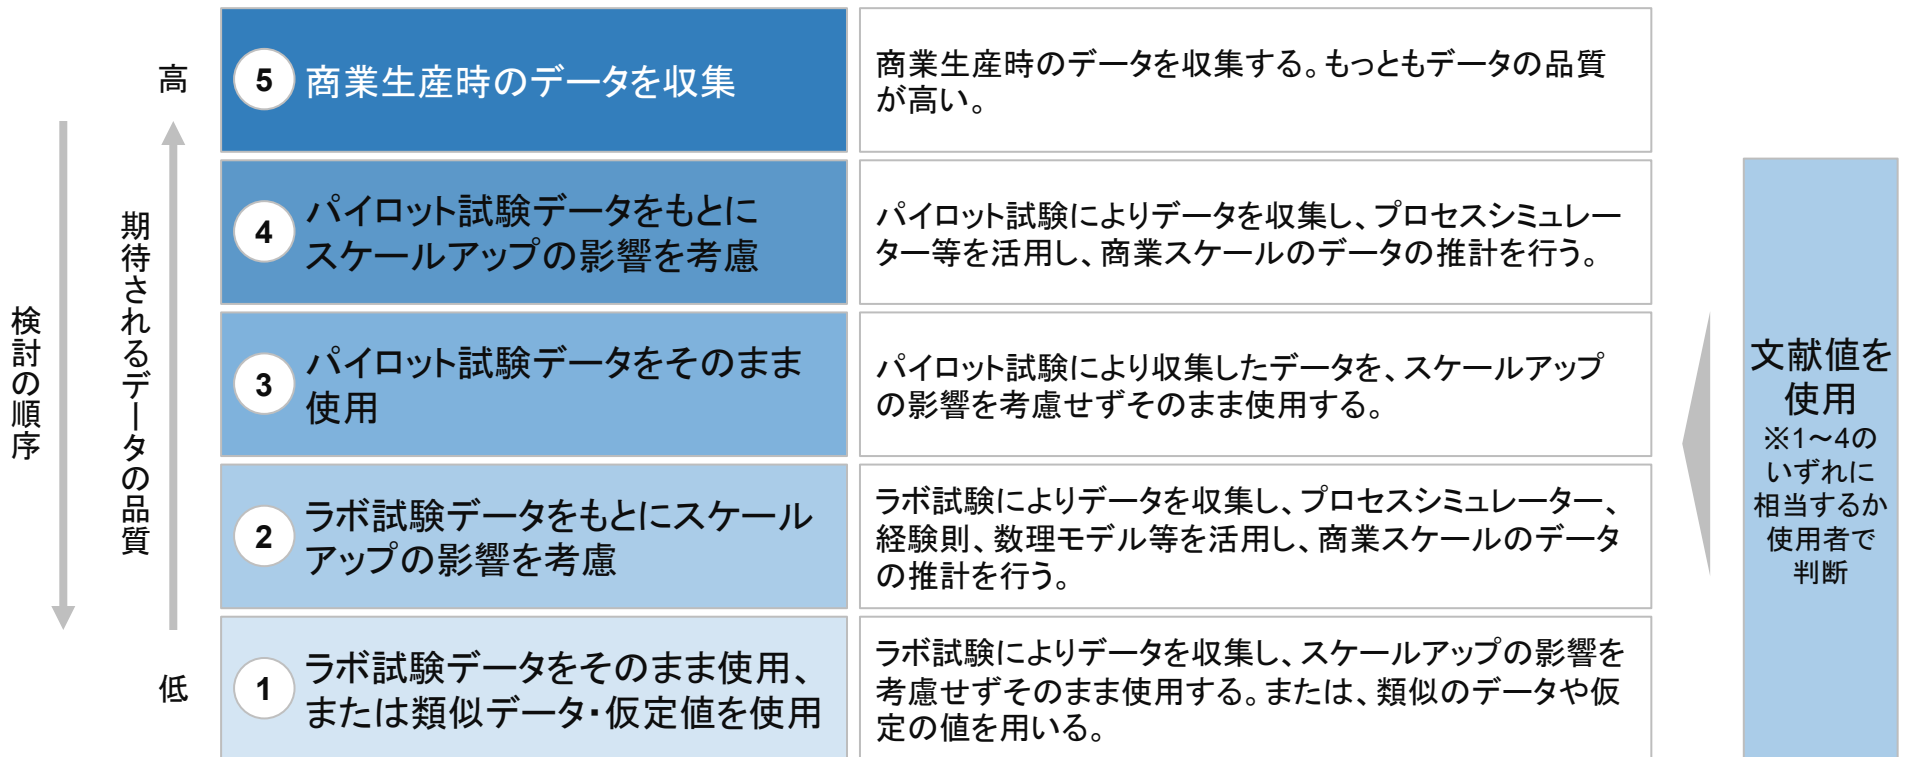 検討の順序
期待されるデータの品質
高
低
5
商業生産時のデータを収集
商業生産時のデータを収集する。もっともデータの品質
が高い。
4
パイロット試験データをもとに
スケールアップの影響を考慮
パイロット試験によりデータを収集し、プロセスシミュレー
ター等を活用し、商業スケールのデータの推計を行う。
3
パイロット試験データをそのまま
使用
パイロット試験により収集したデータを、スケールアップ
の影響を考慮せずそのまま使用する。
2
ラボ試験データをもとにスケール
アップの影響を考慮
ラボ試験によりデータを収集し、プロセスシミュレーター、
経験則、数理モデル等を活用し、商業スケールのデータ
の推計を行う。
1
ラボ試験データをそのまま使用、
または類似データ・仮定値を使用
ラボ試験によりデータを収集し、スケールアップの影響を
考慮せずそのまま使用する。または、類似のデータや仮
定の値を用いる。
文献値を
使用
※1～4の
いずれに
相当するか
使用者で
判断